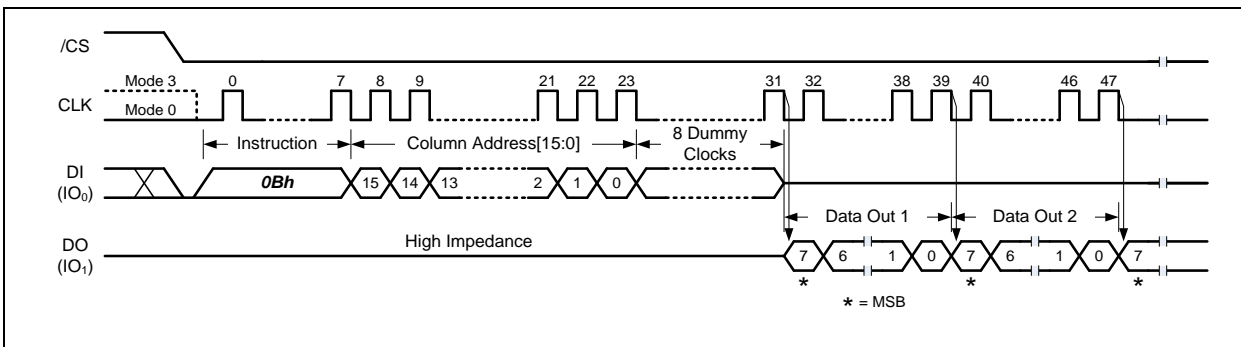 /CS
Mode 3 0 7 8 9 21 22 23 31 32 38 39 40 46 47
CLK
Mode 0
Instruction Column Address[15:0] 8 Dummy Clocks
DI
(IO₀)
0Bh 15 14 13 2 1 0
Data Out 1 Data Out 2
DO
(IO₁)
High Impedance
7 6 1 0 7 6 1 0 7
* * *
* = MSB